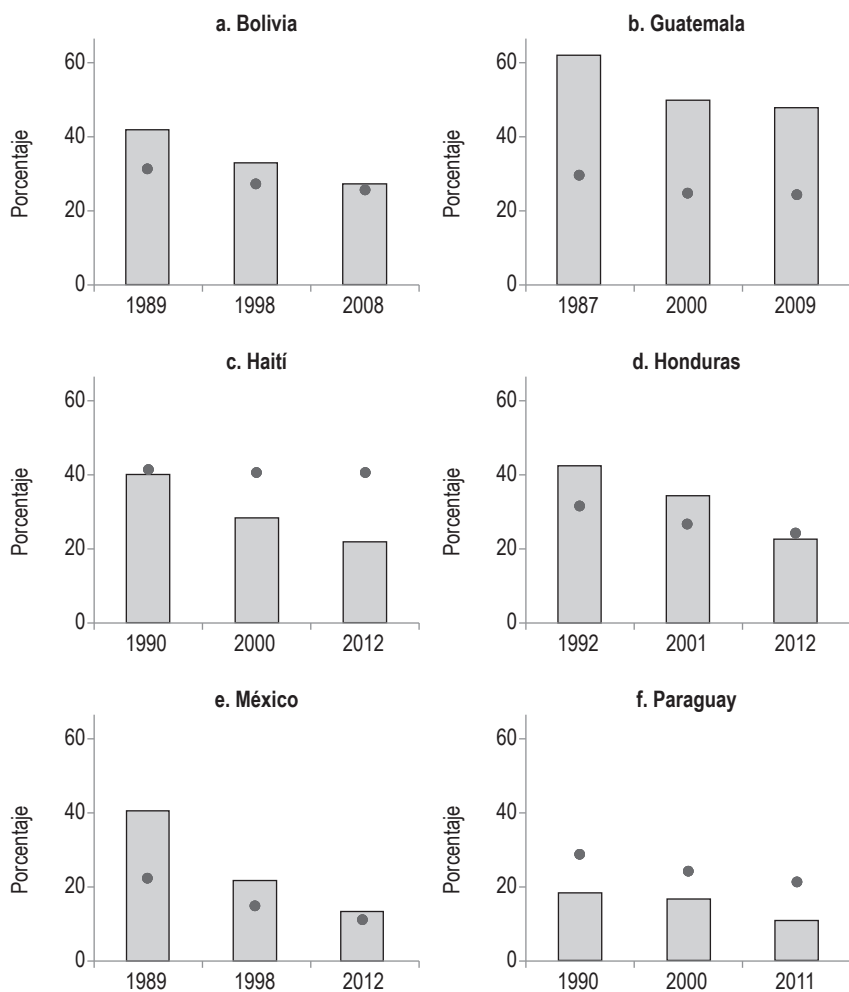 a. Bolivia
Porcentaje
60
40
20
0
1989 1998 2008
b. Guatemala
Porcentaje
60
40
20
0
1987 2000 2009
c. Haití
Porcentaje
60
40
20
0
1990 2000 2012
d. Honduras
Porcentaje
60
40
20
0
1992 2001 2012
e. México
Porcentaje
60
40
20
0
1989 1998 2012
f. Paraguay
Porcentaje
60
40
20
0
1990 2000 2011